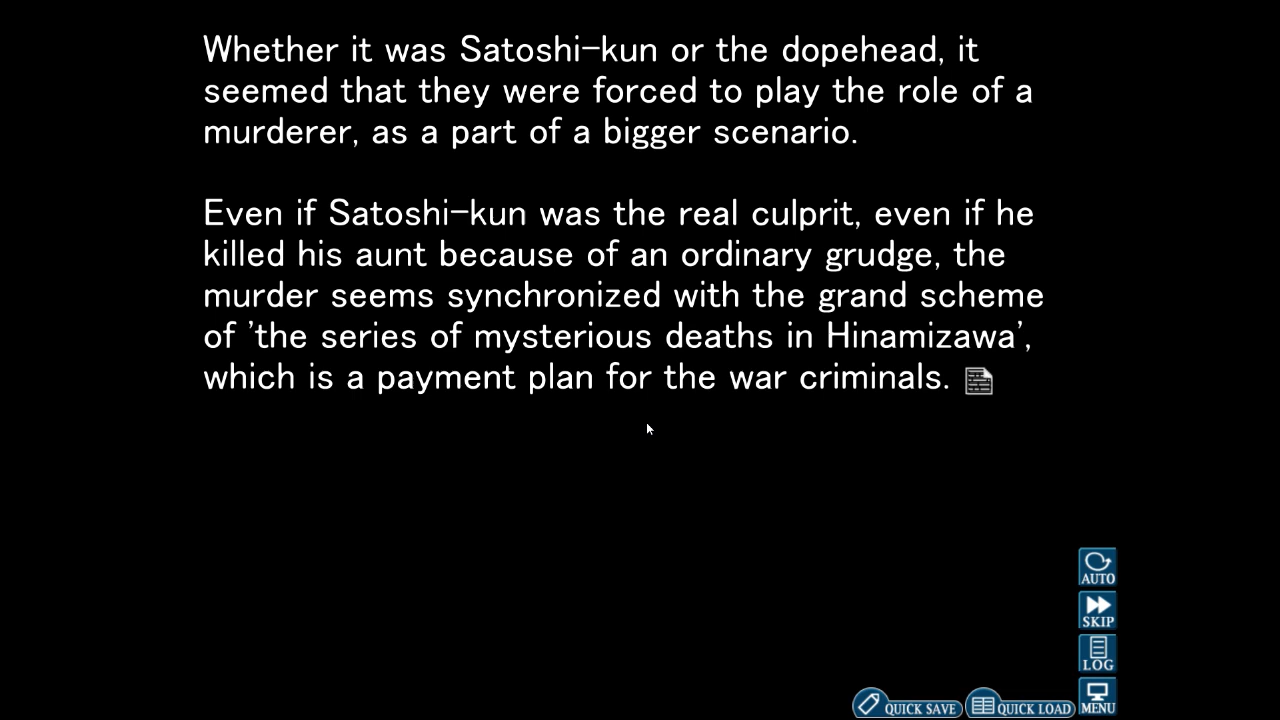 Whether it was Satoshi-kun or the dopehead, it
seemed that they were forced to play the role of a
murderer, as a part of a bigger scenario.
Even if Satoshi-kun was the real culprit, even if he
killed his aunt because of an ordinary grudge, the
murder seems synchronized with the grand scheme
of 'the series of mysterious deaths in Hinamizawa',
which is a payment plan for the war criminals.
AUTO
SKIP
LOG
QUICK SAVE QUICK LOAD MENU